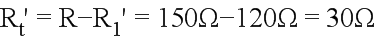 Rt' = R−R1' = 150Ω−120Ω = 30Ω